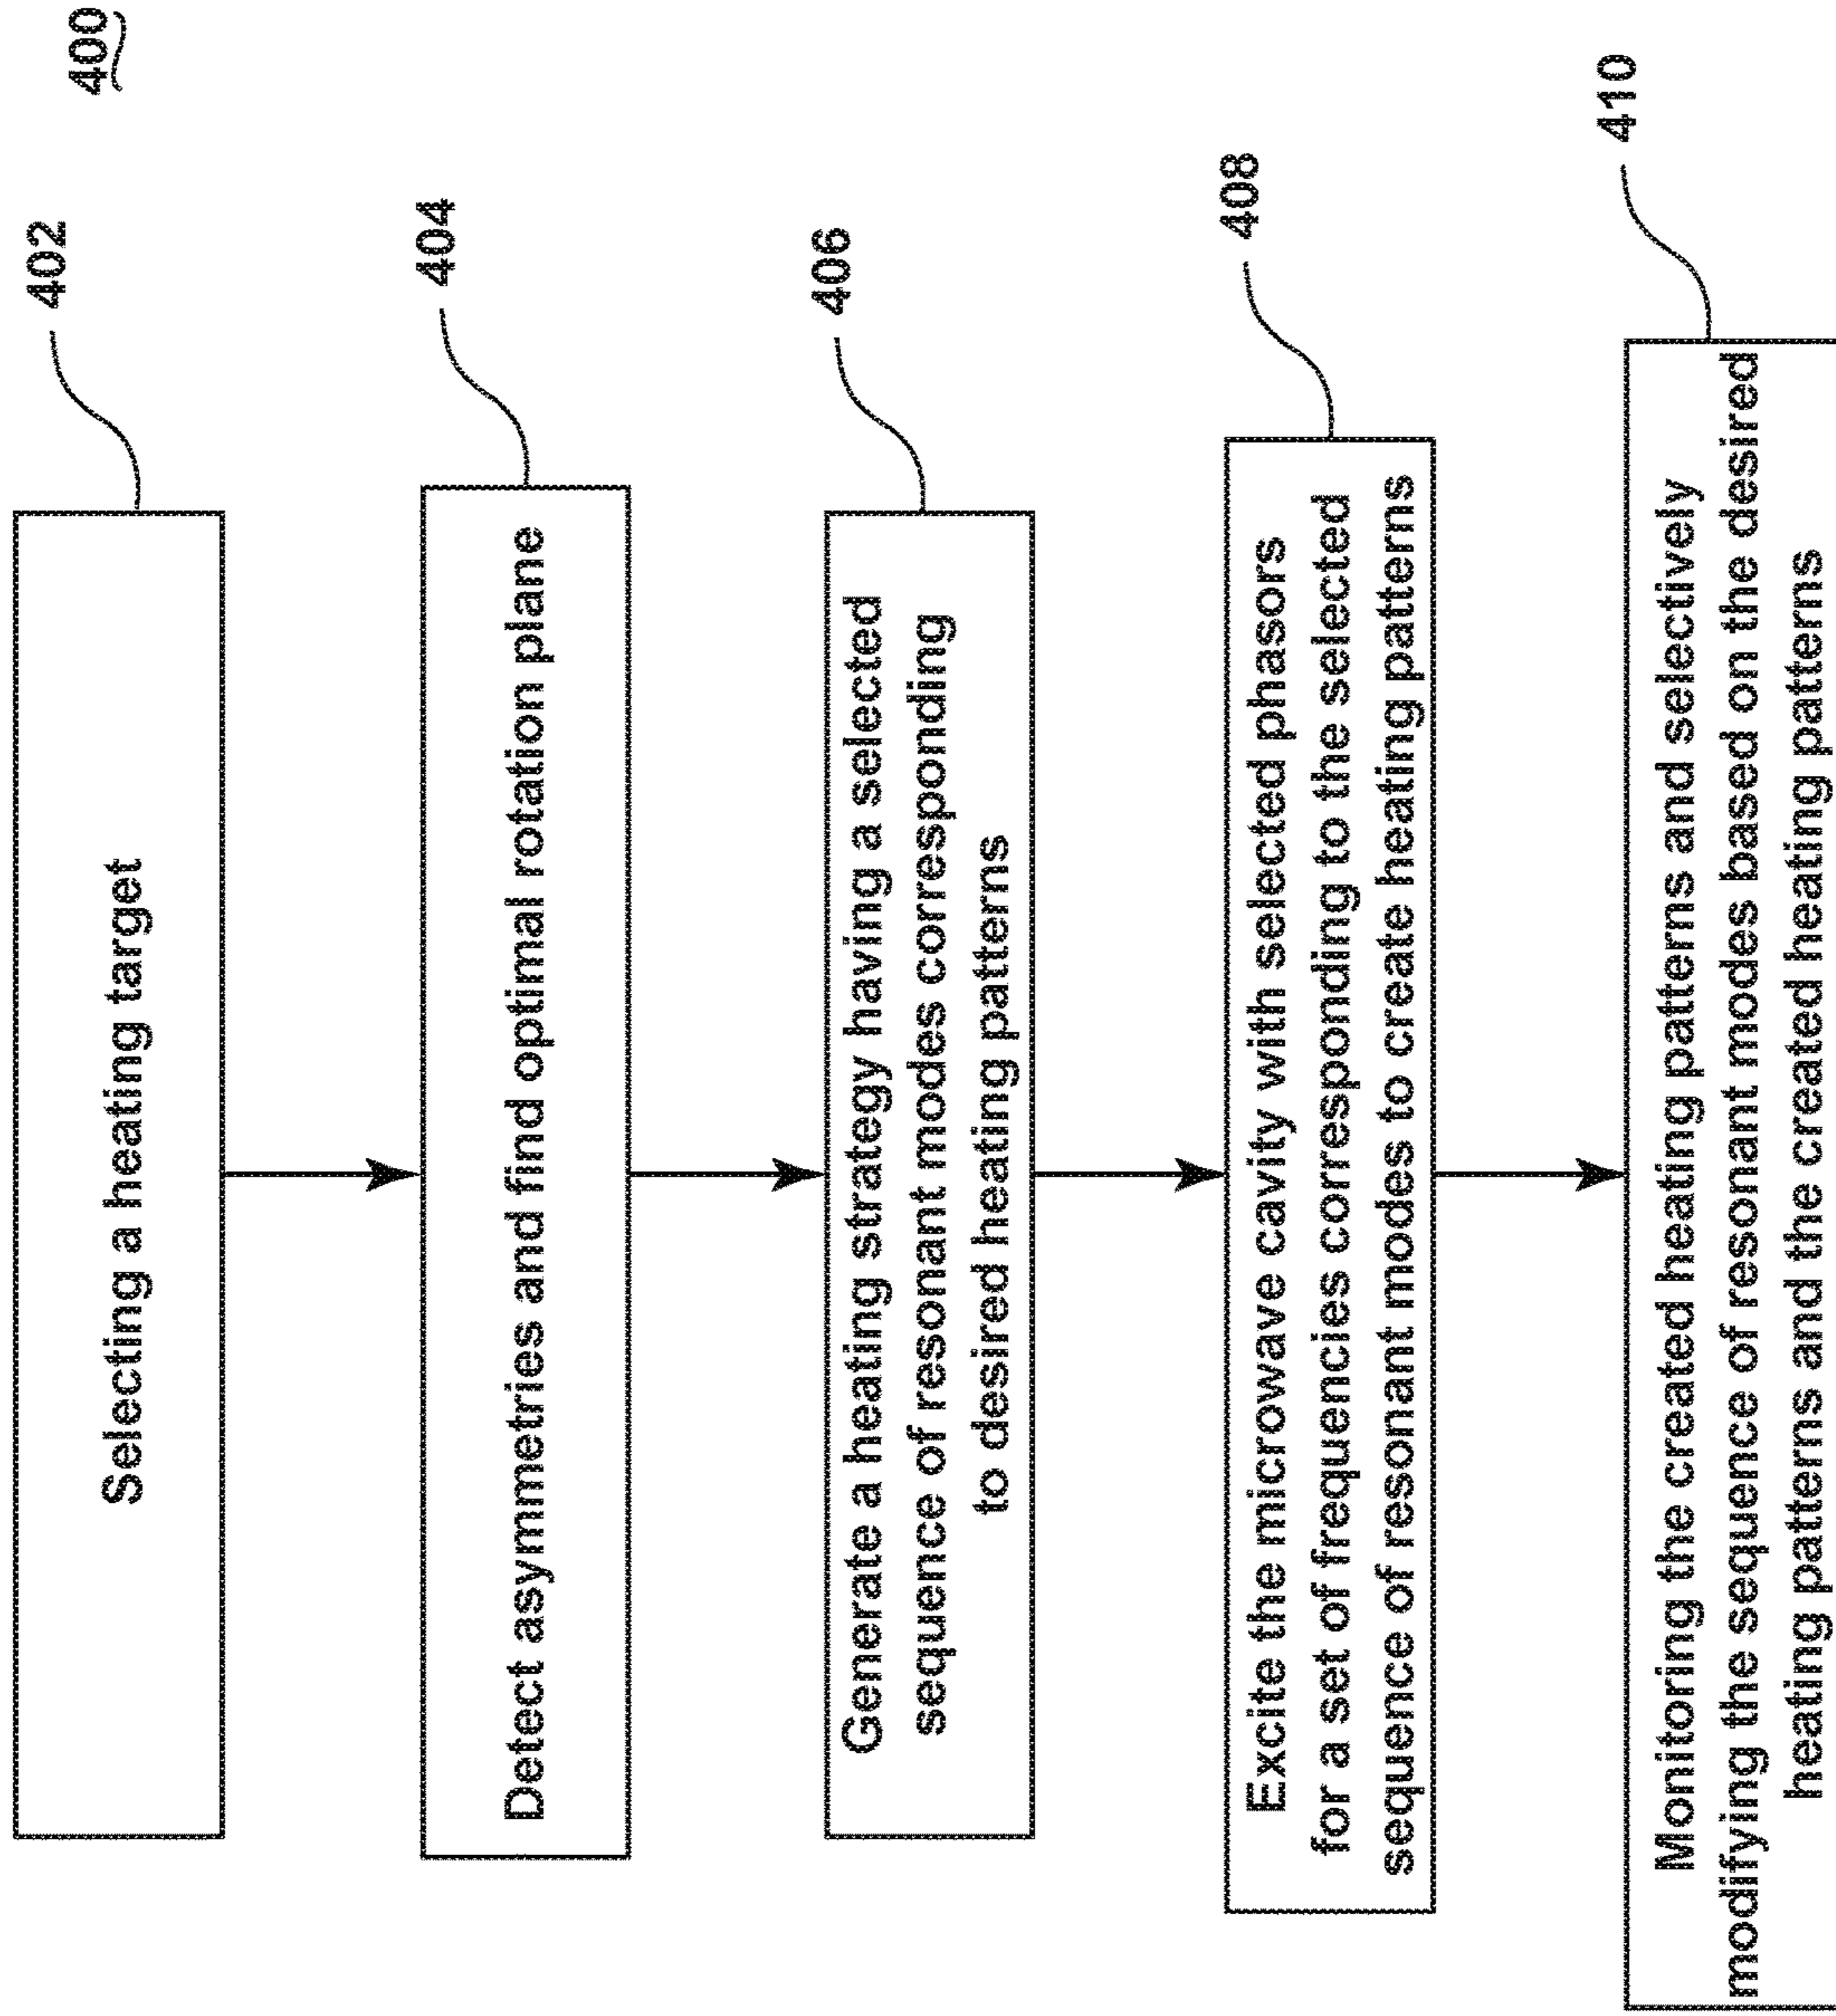 400
402
Selecting a heating target
404
Detect asymmetries and find optimal rotation plane
406
Generate a heating strategy having a selected
sequence of resonant modes corresponding
to desired heating patterns
408
Excite the microwave cavity with selected phasors
for a set of frequencies corresponding to the selected
sequence of resonant modes to create heating patterns
410
Monitoring the created heating patterns and selectively
modifying the sequence of resonant modes based on the desired
heating patterns and the created heating patterns